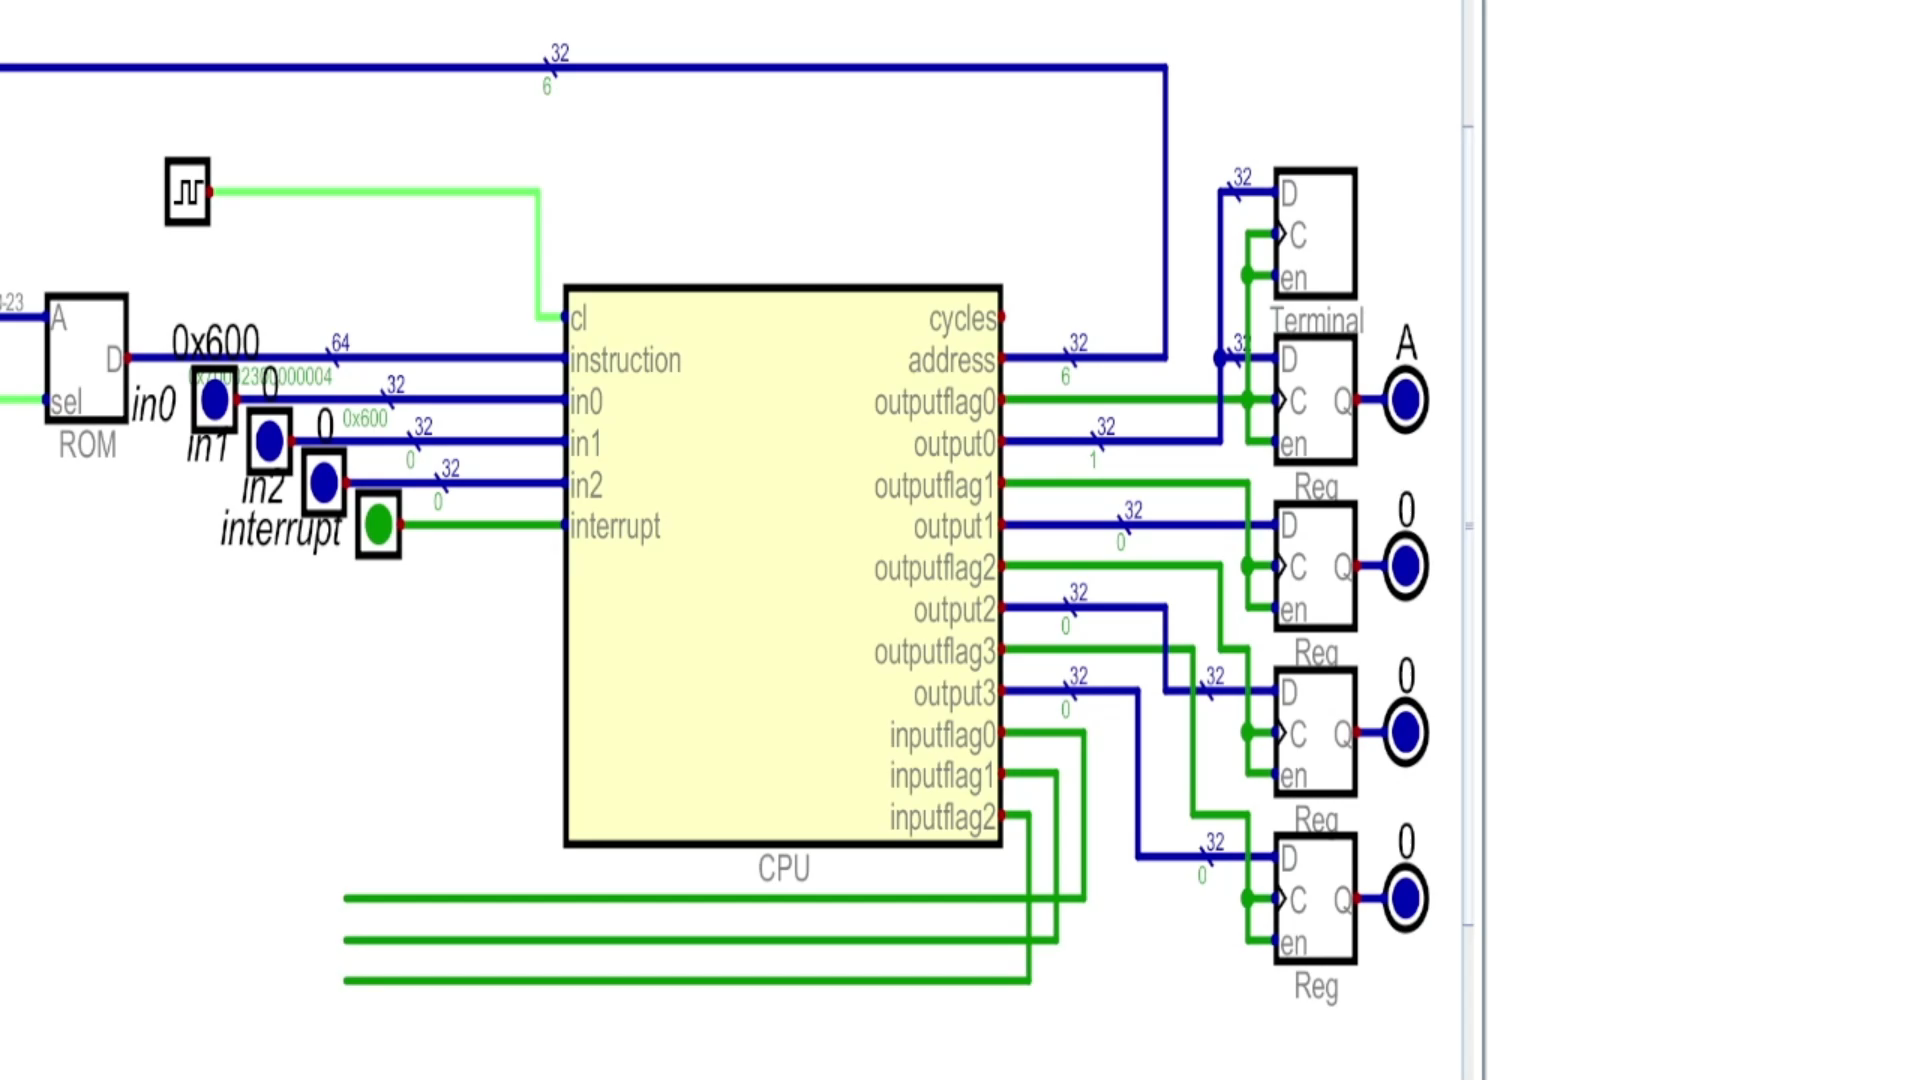 32
6
32
D
C
en
Terminal
A
D
sel
ROM
0x600
64
in0
0
32
0x600
in1
0
32
0
in2
32
0
interrupt
cl
instruction
in0
in1
in2
interrupt
cycles
address
outputflag0
output0
outputflag1
output1
outputflag2
output2
outputflag3
output3
inputflag0
inputflag1
inputflag2
CPU
32
6
32
1
32
0
32
0
32
0
32
D
C Q
en
Reg
A
D
C Q
en
Reg
0
32
D
C Q
en
Reg
0
32
0
D
C Q
en
Reg
0